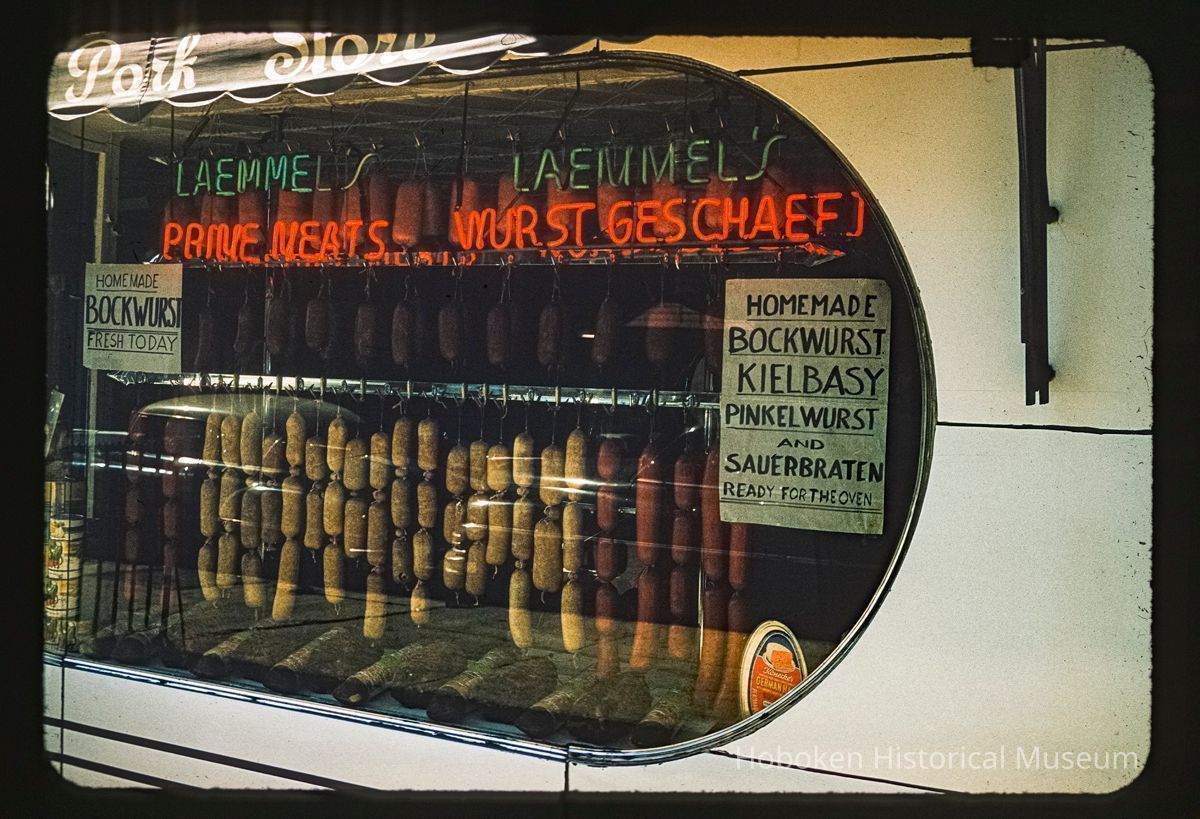 Pork Store
LAEMMEL'S
PRIME MEATS
LAEMMEL'S
WURST GESCHAEF
HOMEMADE
BOCKWURST
FRESH TODAY
HOMEMADE
BOCKWURST
KIELBASY
PINKELWURST
AND
SAUERBRATEN
READY FOR THE OVEN
GERMAN
Hoboken Historical Museum